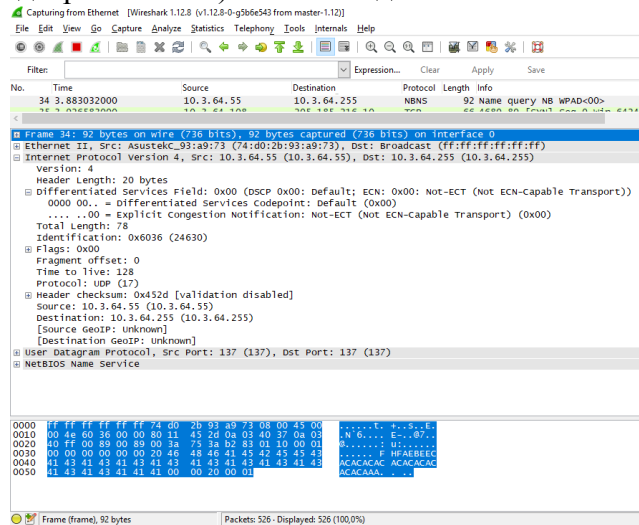 Capturing from Ethernet [Wireshark 1.12.8 (v1.12.8-0-g5b6e543 from master-1.12)]
File Edit View Go Capture Analyze Statistics Telephony Tools Internals Help
Filter: Expression... Clear Apply Save
No. Time Source Destination Protocol Length Info
34 3.883032000 10.3.64.55 10.3.64.255 NBNS 92 Name query NB WPAD<00>
Frame 34: 92 bytes on wire (736 bits), 92 bytes captured (736 bits) on interface 0
Ethernet II, Src: AsustekC_93:a9:73 (74:d0:2b:93:a9:73), Dst: Broadcast (ff:ff:ff:ff:ff:ff)
Internet Protocol Version 4, Src: 10.3.64.55 (10.3.64.55), Dst: 10.3.64.255 (10.3.64.255)
Version: 4
Header Length: 20 bytes
Differentiated Services Field: 0x00 (DSCP 0x00: Default; ECN: 0x00: Not-ECT (Not ECN-Capable Transport))
0000 00.. = Differentiated Services Codepoint: Default (0x00)
.... ..00 = Explicit Congestion Notification: Not-ECT (Not ECN-Capable Transport) (0x00)
Total Length: 78
Identification: 0x6036 (24630)
Flags: 0x00
Fragment offset: 0
Time to live: 128
Protocol: UDP (17)
Header checksum: 0x452d [validation disabled]
Source: 10.3.64.55 (10.3.64.55)
Destination: 10.3.64.255 (10.3.64.255)
[Source GeoIP: Unknown]
[Destination GeoIP: Unknown]
User Datagram Protocol, Src Port: 137 (137), Dst Port: 137 (137)
NetBIOS Name Service
0000 ff ff ff ff ff ff 74 d0 2b 93 a9 73 08 00 45 00 ......t. +..s..E.
0010 00 4e 60 36 00 00 80 11 45 2d 0a 03 40 37 0a 03 .N`6.... E-..@7..
0020 40 ff 00 89 00 89 00 3a 75 3a b2 83 01 10 00 01 @......: u:......
0030 00 00 00 00 00 00 20 46 48 46 41 45 42 45 45 43 ...... F HFAEBEEC
0040 41 43 41 43 41 43 41 43 41 43 41 43 41 43 41 43 ACACACAC ACACACAC
0050 41 43 41 43 41 41 41 00 00 20 00 01 ACACAAA. . ..
Frame (frame), 92 bytes Packets: 526 · Displayed: 526 (100,0%)